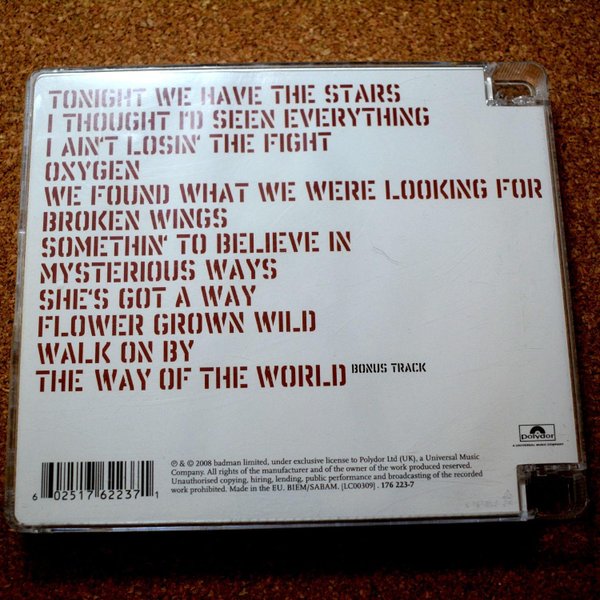 TONIGHT WE HAVE THE STARS
I THOUGHT I'D SEEN EVERYTHING
I AIN'T LOSIN' THE FIGHT
OXYGEN
WE FOUND WHAT WE WERE LOOKING FOR
BROKEN WINGS
SOMETHIN' TO BELIEVE IN
MYSTERIOUS WAYS
SHE'S GOT A WAY
FLOWER GROWN WILD
WALK ON BY
THE WAY OF THE WORLD BONUS TRACK
Polydor
A UNIVERSAL MUSIC COMPANY
℗ & © 2008 badman limited, under exclusive license to Polydor Ltd (UK), a Universal Music
Company. All rights of the manufacturer and of the owner of the work produced reserved.
Unauthorised copying, hiring, lending, public performance and broadcasting of the recorded
work prohibited. Made in the EU. BIEM/SABAM. [LC00309] . 176 223-7
6 02517 62237 1